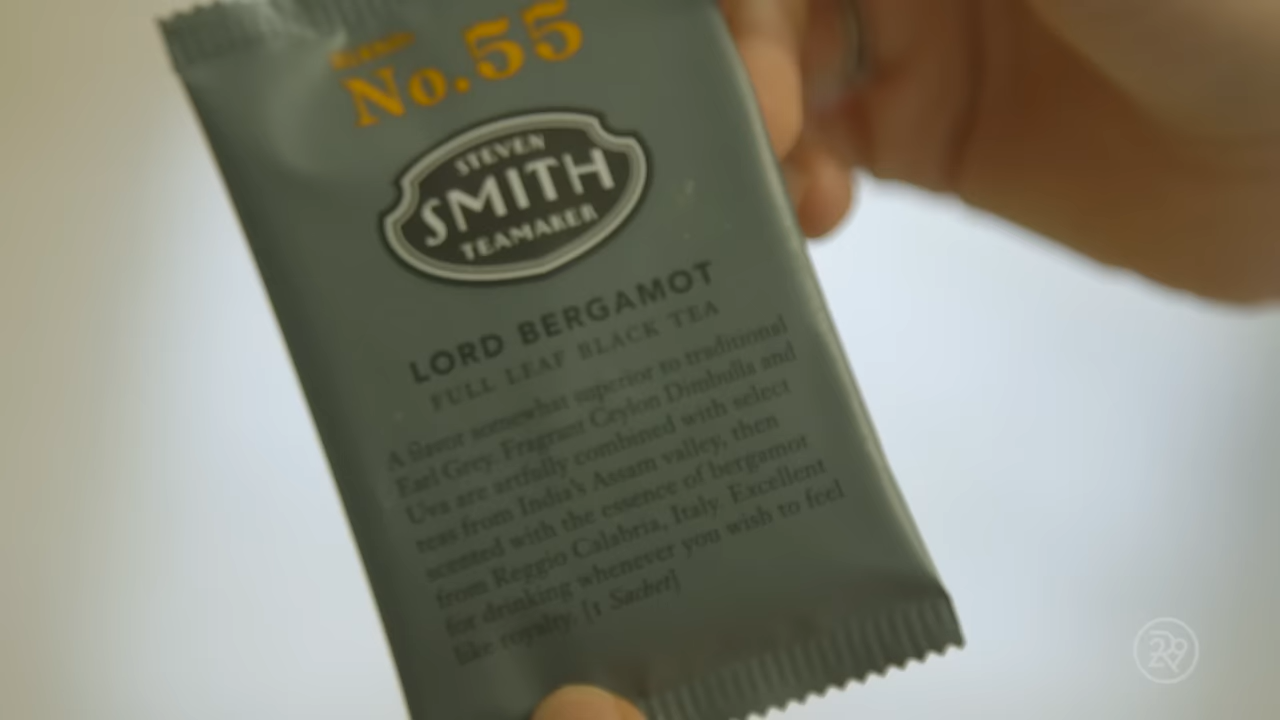 No.55
STEVEN
SMITH
TEAMAKER
LORD BERGAMOT
FULL LEAF BLACK TEA
A flavor somewhat superior to traditional
Earl Grey. Fragrant Ceylon Dimbulla and
Uva are artfully combined with select
teas from India's Assam valley, then
scented with the essence of bergamot
from Reggio Calabria, Italy. Excellent
for drinking whenever you wish to feel
like royalty. [1 Sachet]
R29